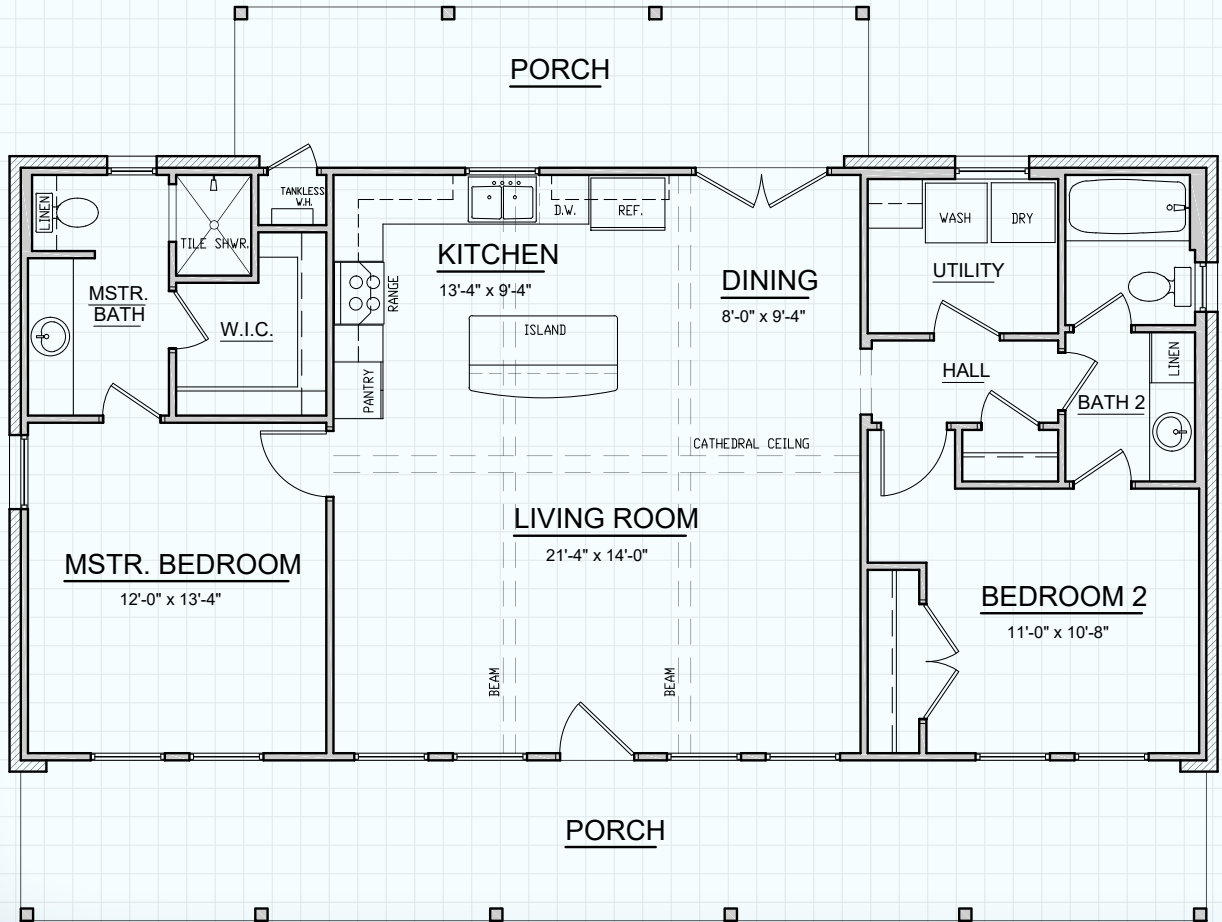 PORCH
LINEN
TILE SHWR.
TANKLESS
W.H.
D.W.
REF.
WASH
DRY
KITCHEN
13'-4" x 9'-4"
DINING
8'-0" x 9'-4"
UTILITY
MSTR.
BATH
W.I.C.
RANGE
ISLAND
PANTRY
HALL
LINEN
BATH 2
CATHEDRAL CEILNG
LIVING ROOM
21'-4" x 14'-0"
MSTR. BEDROOM
12'-0" x 13'-4"
BEDROOM 2
11'-0" x 10'-8"
BEAM
BEAM
PORCH